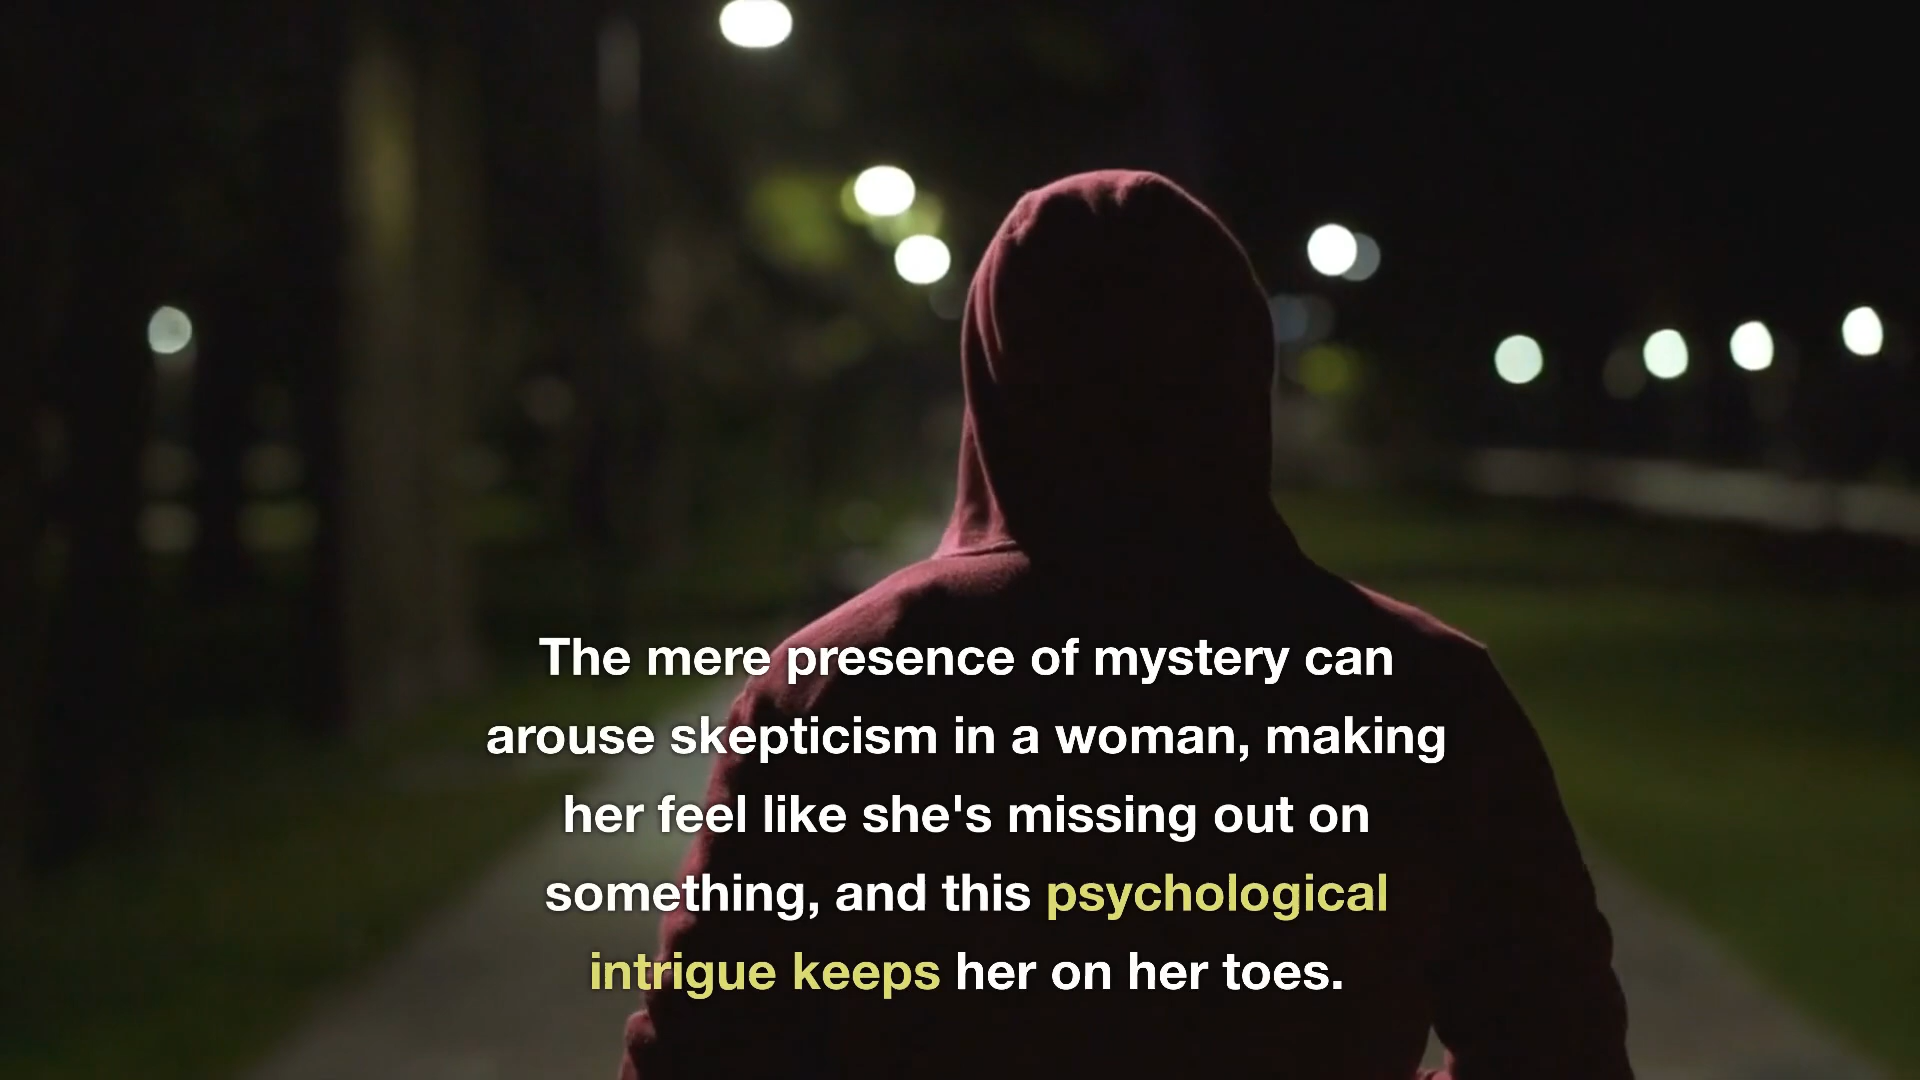 The mere presence of mystery can
arouse skepticism in a woman, making
her feel like she's missing out on
something, and this psychological
intrigue keeps her on her toes.